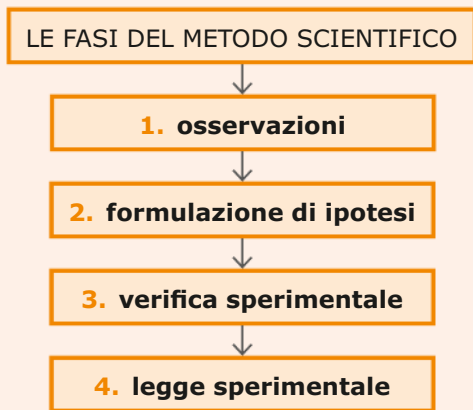 LE FASI DEL METODO SCIENTIFICO
1. osservazioni
2. formulazione di ipotesi
3. verifica sperimentale
4. legge sperimentale